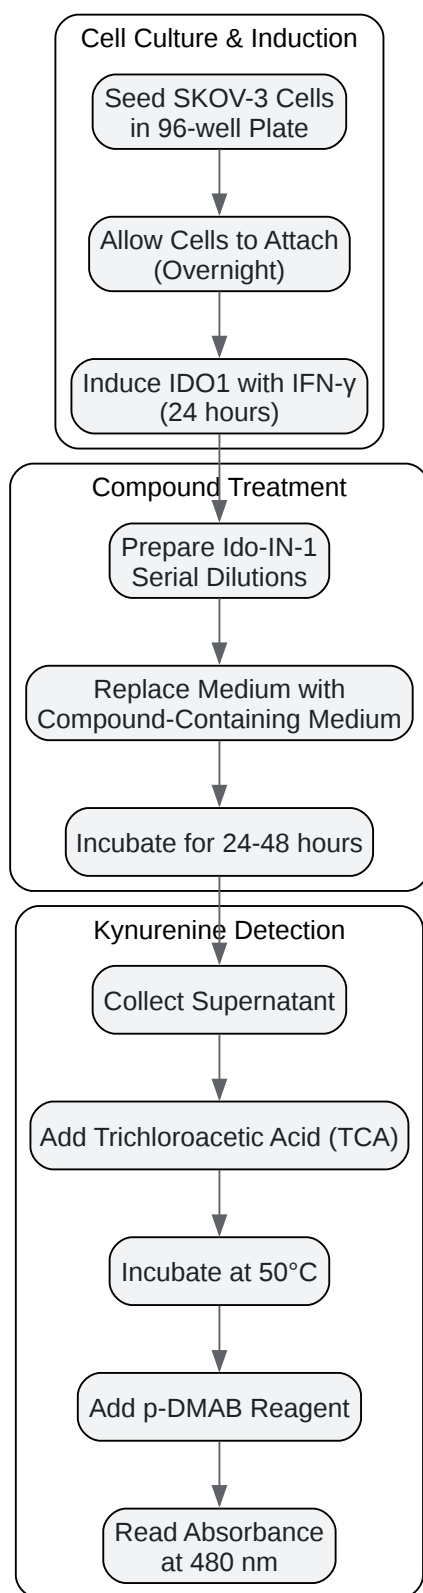 Cell Culture & Induction
Seed SKOV-3 Cells
in 96-well Plate
Allow Cells to Attach
(Overnight)
Induce IDO1 with IFN-γ
(24 hours)
Compound Treatment
Prepare Ido-IN-1
Serial Dilutions
Replace Medium with
Compound-Containing Medium
Incubate for 24-48 hours
Kynurenine Detection
Collect Supernatant
Add Trichloroacetic Acid (TCA)
Incubate at 50°C
Add p-DMAB Reagent
Read Absorbance
at 480 nm